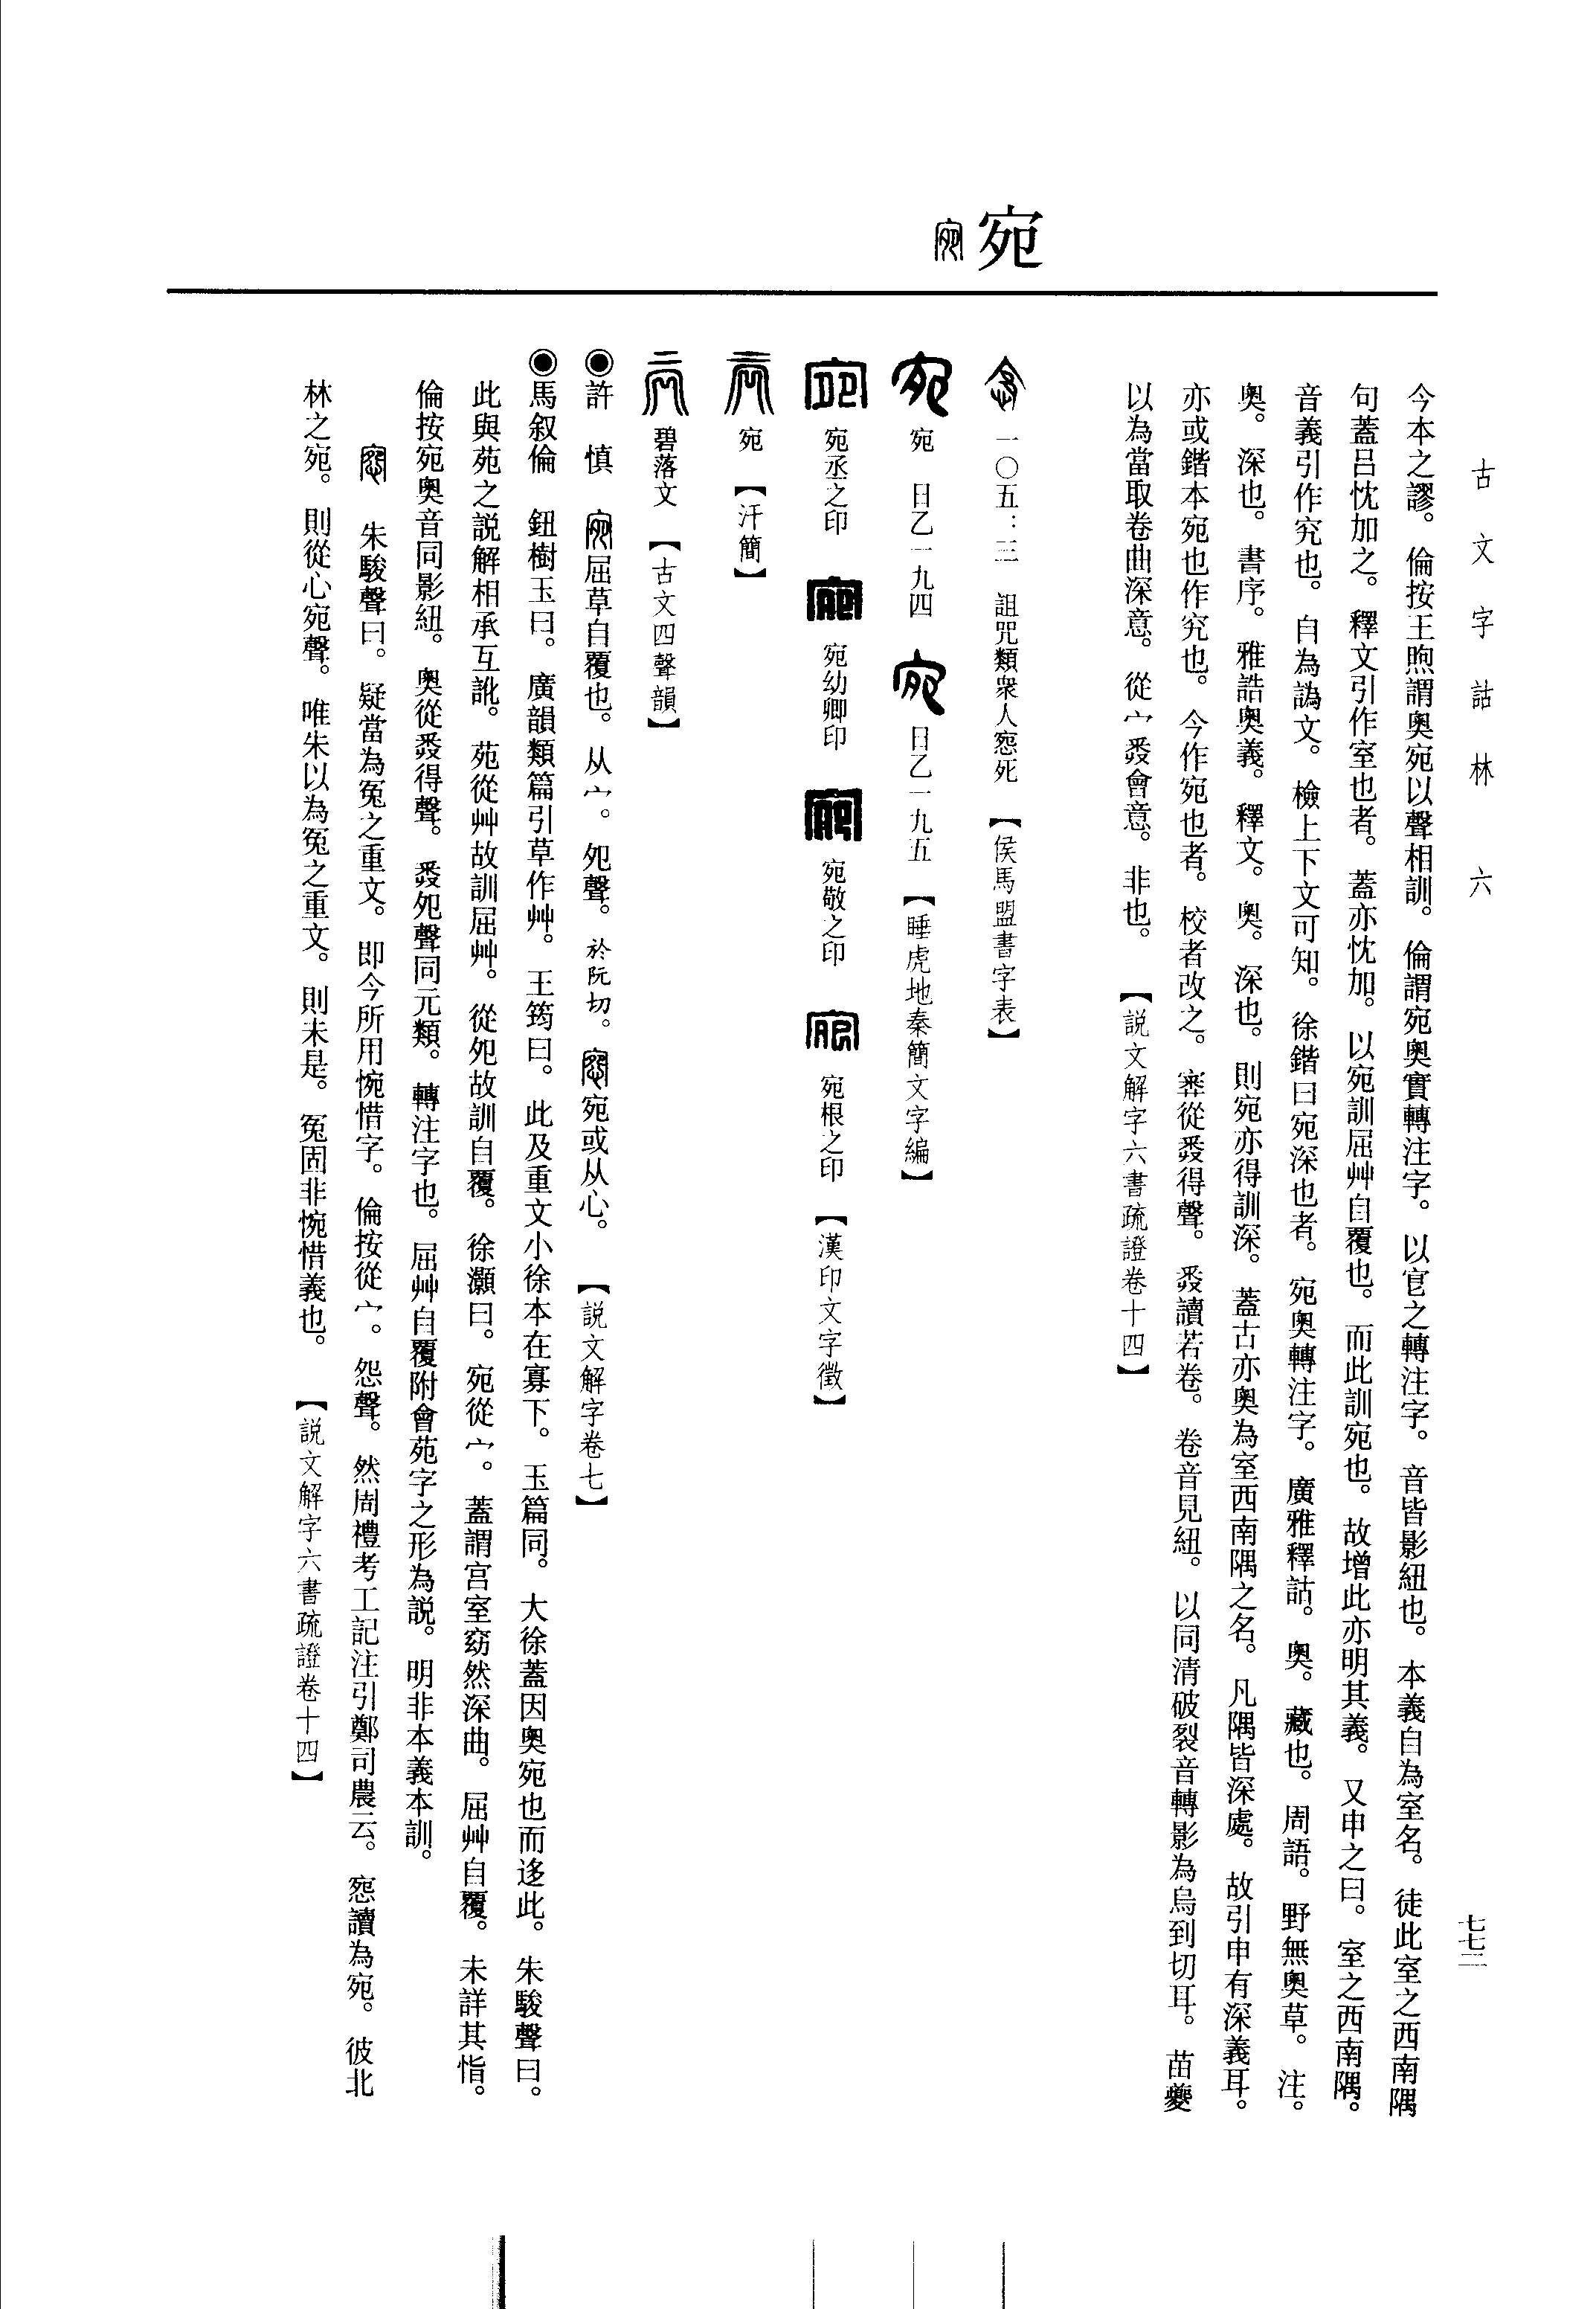 古文字詁林 六
七七二
宛
今本之謬。倫按王煦謂奧宛以聲相訓。倫謂宛奧實轉注字。以官之轉注字。音皆影紐也。本義自為室名。徒此室之西南隅
句蓋呂忱加之。釋文引作室也者。蓋亦忱加。以宛訓屈艸自覆也。而此訓宛也。故增此亦明其義。又申之曰。室之西南隅。
音義引作究也。自為譌文。檢上下文可知。徐鍇曰宛深也者。宛奧轉注字。廣雅釋詁。奧。藏也。周語。野無奧草。注。
奧。深也。書序。雅誥奧義。釋文。奧。深也。則宛亦得訓深。蓋古亦奧為室西南隅之名。凡隅皆深處。故引申有深義耳。
亦或鍇本宛也作究也。今作宛也者。校者改之。𡪴從𢍏得聲。𢍏讀若卷。卷音見紐。以同清破裂音轉影為烏到切耳。苗夔
以為當取卷曲深意。從宀𢍏會意。非也。 【説文解字六書疏證卷十四】
一〇五：三 詛咒類衆人惌死 【侯馬盟書字表】
宛 日乙一九四 日乙一九五 【睡虎地秦簡文字編】
宛丞之印 宛幼卿印 宛敬之印 宛根之印 【漢印文字徵】
宛 【汗簡】
碧落文 【古文四聲韻】
◉許 慎 屈草自覆也。从宀。夗聲。於阮切。宛或从心。 【説文解字卷七】
◉馬叙倫 鈕樹玉曰。廣韻類篇引草作艸。王筠曰。此及重文小徐本在寡下。玉篇同。大徐蓋因奧宛也而迻此。朱駿聲曰。
此與苑之説解相承互訛。苑從艸故訓屈艸。從夗故訓自覆。徐灝曰。宛從宀。蓋謂宮室窈然深曲。屈艸自覆。未詳其恉。
倫按宛奧音同影紐。奧從𢍏得聲。𢍏夗聲同元類。轉注字也。屈艸自覆附會苑字之形為説。明非本義本訓。
朱駿聲曰。疑當為冤之重文。即今所用惋惜字。倫按從宀。怨聲。然周禮考工記注引鄭司農云。惌讀為宛。彼北
林之宛。則從心宛聲。唯朱以為冤之重文。則未是。冤固非惋惜義也。 【説文解字六書疏證卷十四】